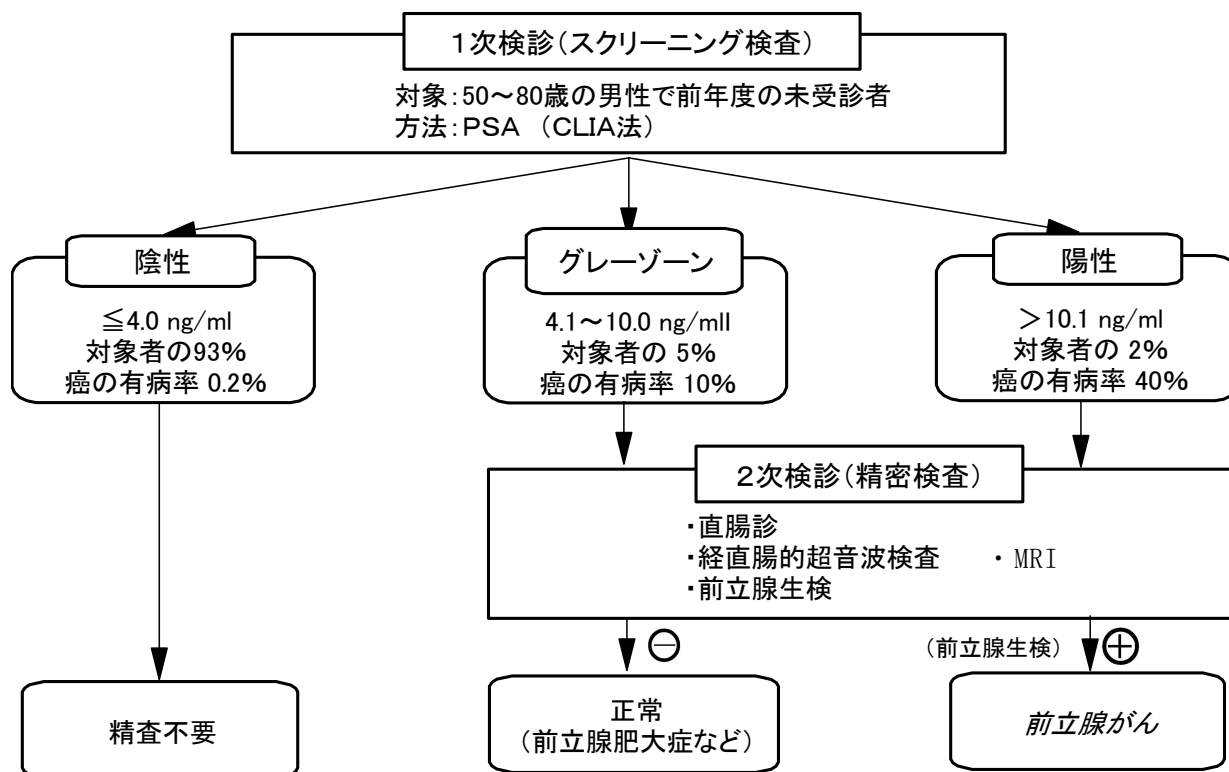 1次検診(スクリーニング検査)
対象:50～80歳の男性で前年度の未受診者
方法:PSA (CLIA法)
陰性
≦4.0 ng/ml
対象者の93%
癌の有病率 0.2%
グレーゾーン
4.1～10.0 ng/mll
対象者の 5%
癌の有病率 10%
陽性
＞10.1 ng/ml
対象者の 2%
癌の有病率 40%
2次検診(精密検査)
・直腸診
・経直腸的超音波検査 ・MRI
・前立腺生検
⊖
(前立腺生検) ⊕
精査不要
正常
(前立腺肥大症など)
前立腺がん